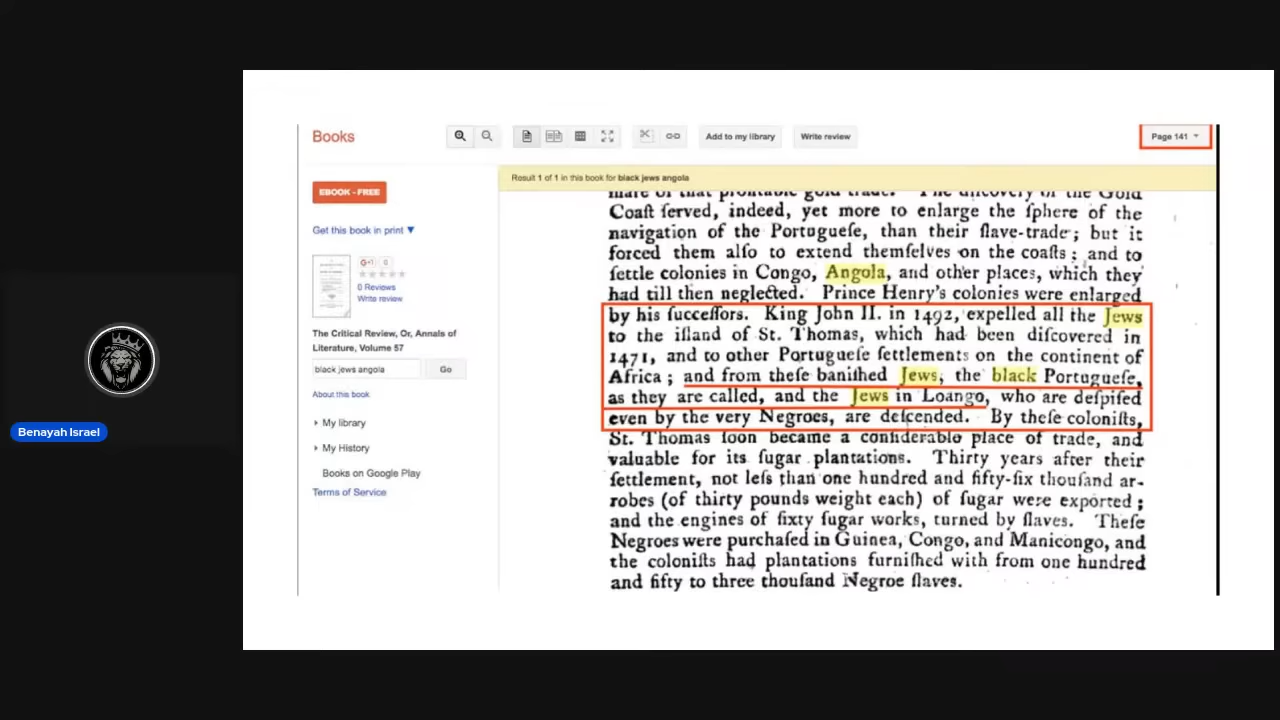 Books
Add to my library
Write review
Page 141
Result 1 of 1 in this book for black jews angola
EBOOK - FREE
Get this book in print ▼
G+1 0
0 Reviews
Write review
The Critical Review, Or, Annals of
Literature, Volume 57
black jews angola
Go
About this book
My library
My History
Books on Google Play
Terms of Service
mare of that profitable gold trade. The diſcovery of the Gold
Coaſt ſerved, indeed, yet more to enlarge the ſphere of the
navigation of the Portugueſe, than their ſlave-trade; but it
forced them alſo to extend themſelves on the coaſts; and to
ſettle colonies in Congo, Angola, and other places, which they
had till then neglected. Prince Henry's colonies were enlarged
by his ſucceſſors. King John II. in 1492, expelled all the Jews
to the iſland of St. Thomas, which had been diſcovered in
1471, and to other Portugueſe ſettlements on the continent of
Africa; and from theſe baniſhed Jews, the black Portugueſe,
as they are called, and the Jews in Loango, who are deſpiſed
even by the very Negroes, are deſcended. By theſe coloniſts,
St. Thomas ſoon became a conſiderable place of trade, and
valuable for its ſugar plantations. Thirty years after their
ſettlement, not leſs than one hundred and fifty-ſix thouſand ar-
robes (of thirty pounds weight each) of ſugar were exported;
and the engines of ſixty ſugar works, turned by ſlaves. Theſe
Negroes were purchaſed in Guinea, Congo, and Manicongo, and
the coloniſts had plantations furniſhed with from one hundred
and fifty to three thouſand Negroe ſlaves.
Benayah Israel